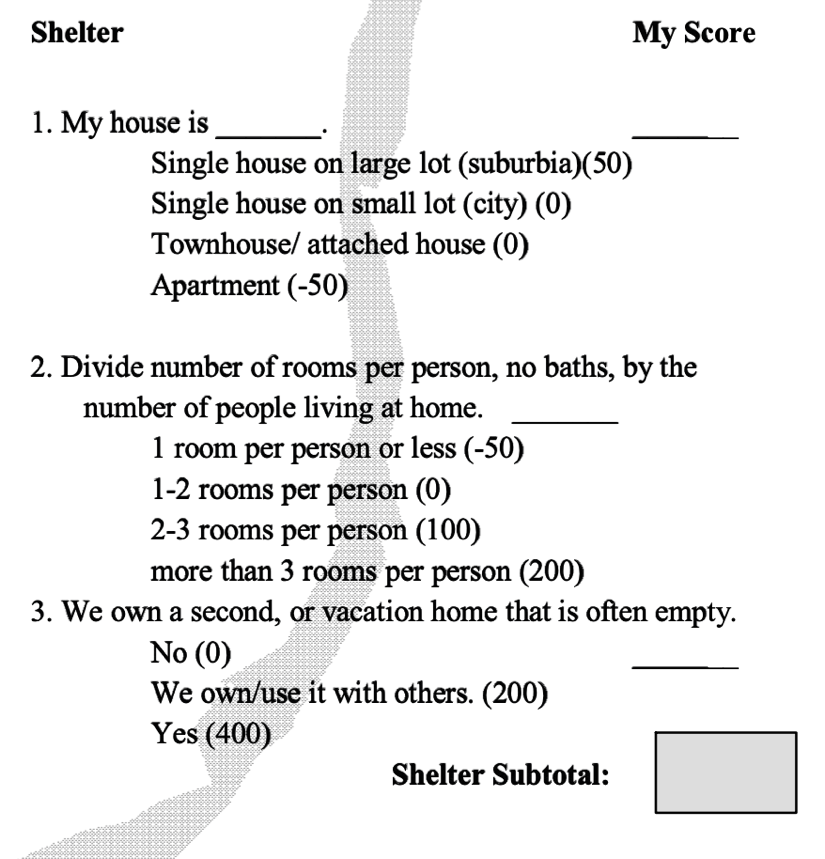 Shelter My Score
1. My house is _______. _______
Single house on large lot (suburbia)(50)
Single house on small lot (city) (0)
Townhouse/ attached house (0)
Apartment (-50)
2. Divide number of rooms per person, no baths, by the
number of people living at home. _______
1 room per person or less (-50)
1-2 rooms per person (0)
2-3 rooms per person (100)
more than 3 rooms per person (200)
3. We own a second, or vacation home that is often empty.
No (0) _______
We own/use it with others. (200)
Yes (400)
Shelter Subtotal: